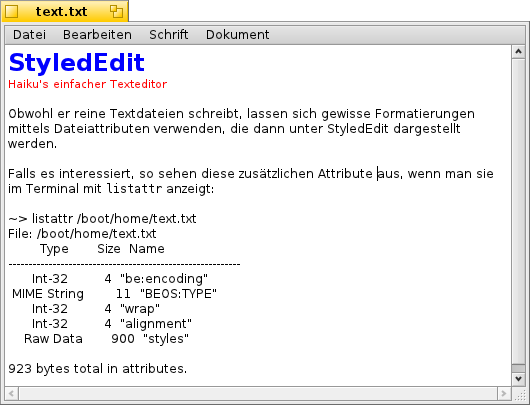 text.txt
Datei Bearbeiten Schrift Dokument
StyledEdit
Haiku's einfacher Texteditor
Obwohl er reine Textdateien schreibt, lassen sich gewisse Formatierungen
mittels Dateiattributen verwenden, die dann unter StyledEdit dargestellt
werden.
Falls es interessiert, so sehen diese zusätzlichen Attribute aus, wenn man sie
im Terminal mit listattr anzeigt:
~> listattr /boot/home/text.txt
File: /boot/home/text.txt
Type Size Name
-----------------------------------------------------------
Int-32 4 "be:encoding"
MIME String 11 "BEOS:TYPE"
Int-32 4 "wrap"
Int-32 4 "alignment"
Raw Data 900 "styles"
923 bytes total in attributes.